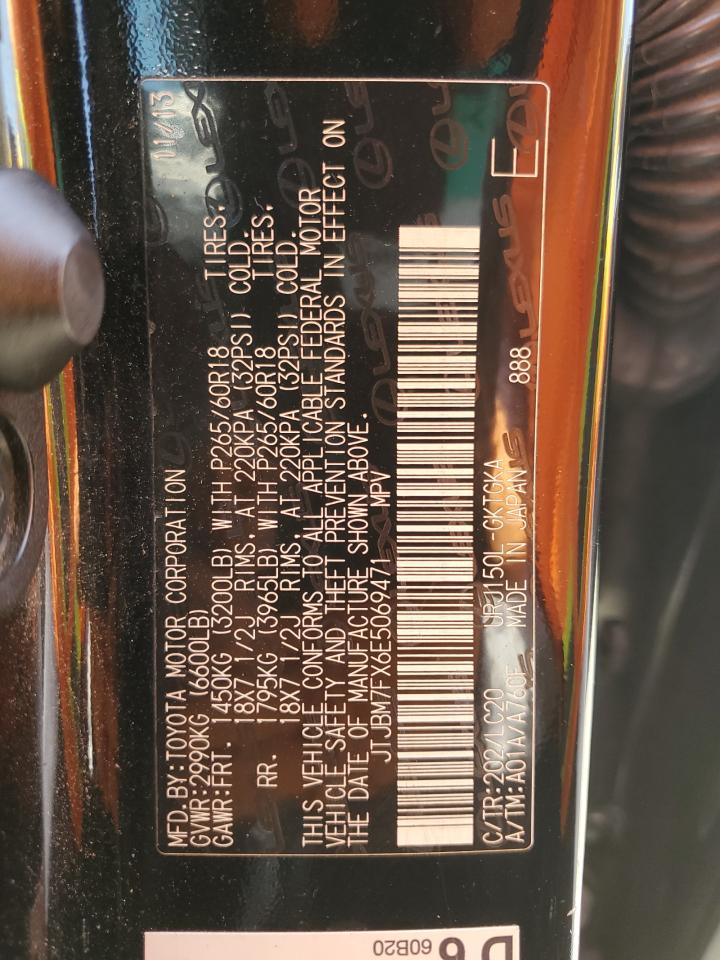 MFD.BY:TOYOTA MOTOR CORPORATION 11/13
GVWR:2990KG (6600LB)
GAWR:FRT. 1450KG (3200LB) WITH P265/60R18 TIRES.
18X7 1/2J RIMS, AT 220KPA (32PSI) COLD.
RR. 1795KG (3965LB) WITH P265/60R18 TIRES.
18X7 1/2J RIMS, AT 220KPA (32PSI) COLD.
THIS VEHICLE CONFORMS TO ALL APPLICABLE FEDERAL MOTOR
VEHICLE SAFETY AND THEFT PREVENTION STANDARDS IN EFFECT ON
THE DATE OF MANUFACTURE SHOWN ABOVE.
JTJBM7FX6E5069471 MPV
C/TR:202/LC20 URJ150L-GKTGKA
A/TM:A01A/A760F MADE IN JAPAN 888
LEXUS
D 6
60B20